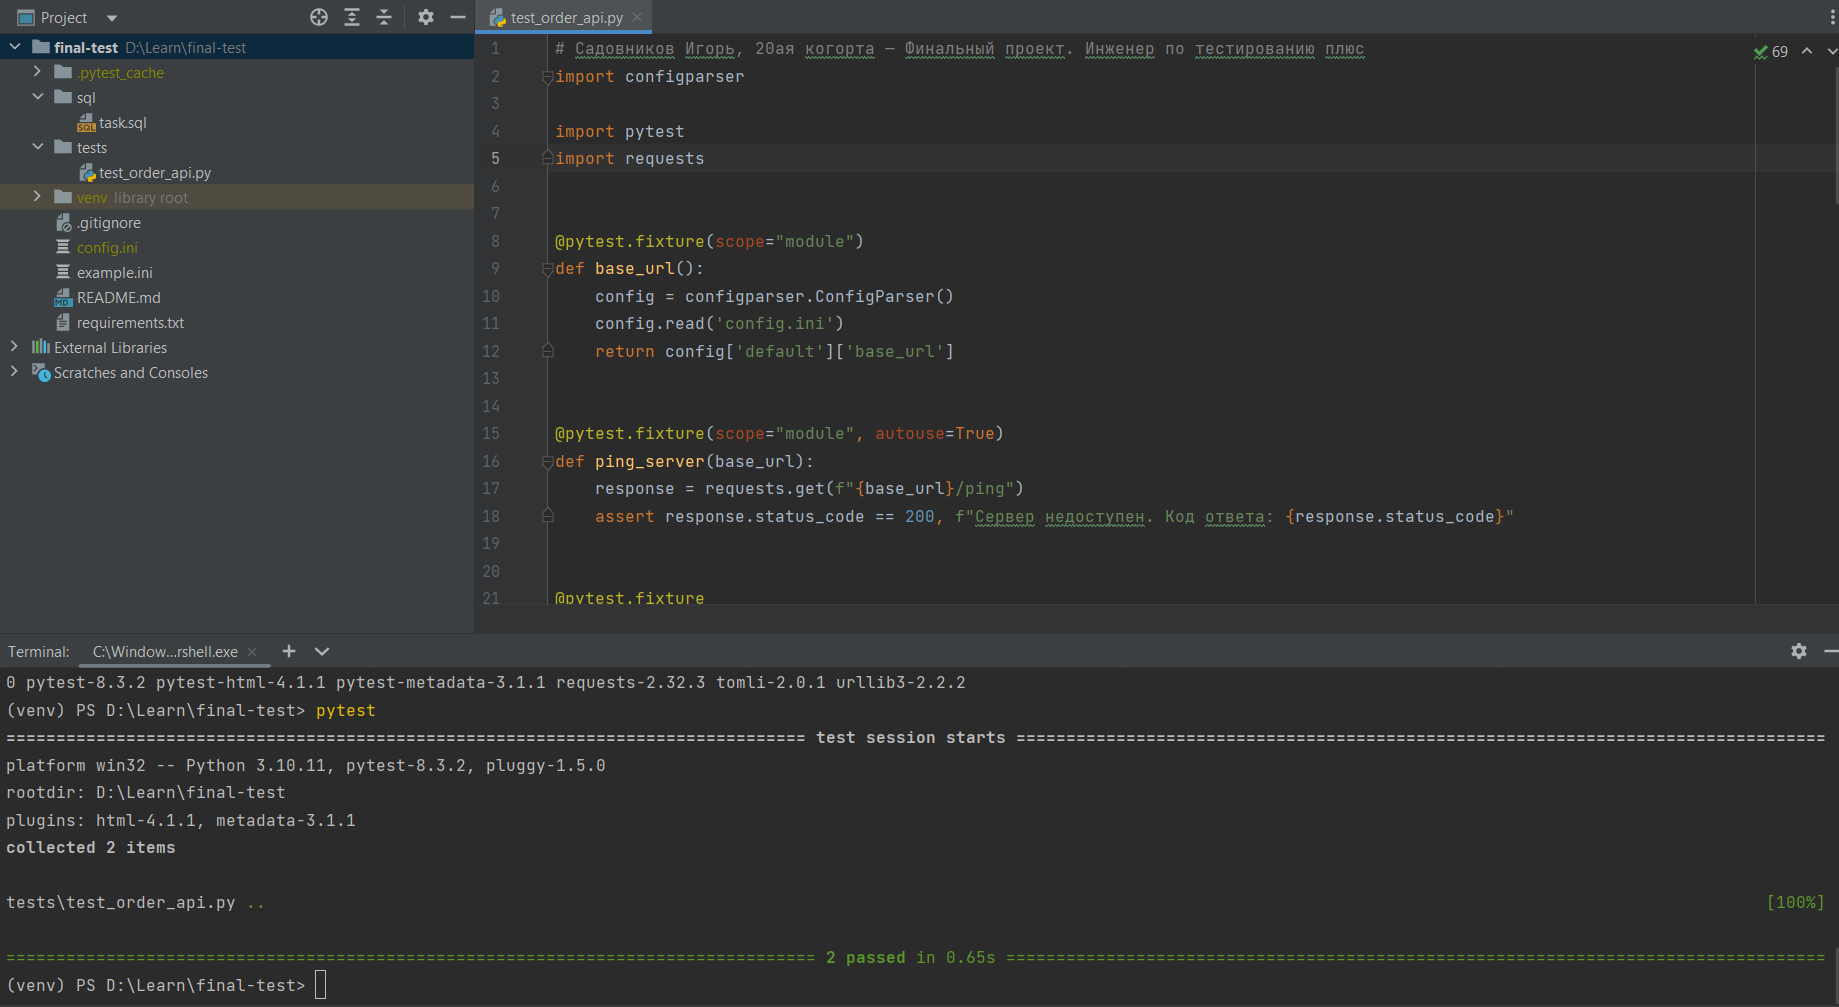 Project
final-test D:\Learn\final-test
.pytest_cache
sql
task.sql
tests
test_order_api.py
venv library root
.gitignore
config.ini
example.ini
README.md
requirements.txt
External Libraries
Scratches and Consoles
test_order_api.py
69
1 # Садовников Игорь, 20ая когорта — Финальный проект. Инженер по тестированию плюс
2 import configparser
3
4 import pytest
5 import requests
6
7
8 @pytest.fixture(scope="module")
9 def base_url():
10     config = configparser.ConfigParser()
11     config.read('config.ini')
12     return config['default']['base_url']
13
14
15 @pytest.fixture(scope="module", autouse=True)
16 def ping_server(base_url):
17     response = requests.get(f"{base_url}/ping")
18     assert response.status_code == 200, f"Сервер недоступен. Код ответа: {response.status_code}"
19
20
21 @pytest.fixture
Terminal: C:\Window...rshell.exe
0 pytest-8.3.2 pytest-html-4.1.1 pytest-metadata-3.1.1 requests-2.32.3 tomli-2.0.1 urllib3-2.2.2
(venv) PS D:\Learn\final-test> pytest
================================================================================ test session starts =================================================================================
platform win32 -- Python 3.10.11, pytest-8.3.2, pluggy-1.5.0
rootdir: D:\Learn\final-test
plugins: html-4.1.1, metadata-3.1.1
collected 2 items
tests\test_order_api.py .. [100%]
================================================================================= 2 passed in 0.65s ==================================================================================
(venv) PS D:\Learn\final-test>